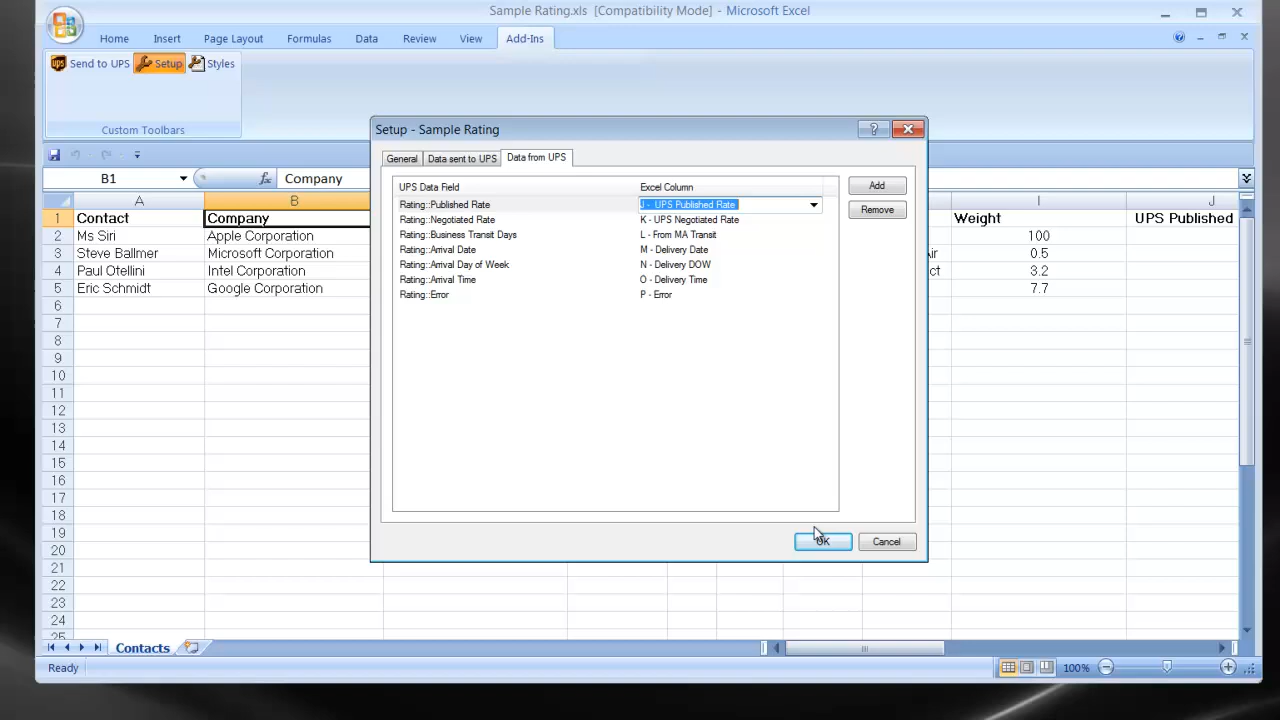 Sample Rating.xls [Compatibility Mode] - Microsoft Excel
Home Insert Page Layout Formulas Data Review View Add-Ins
ups Send to UPS Setup Styles
Custom Toolbars
B1 fx Company
Setup - Sample Rating
General Data sent to UPS Data from UPS
UPS Data Field Excel Column
Rating::Published Rate J - UPS Published Rate
Rating::Negotiated Rate K - UPS Negotiated Rate
Rating::Business Transit Days L - From MA Transit
Rating::Arrival Date M - Delivery Date
Rating::Arrival Day of Week N - Delivery DOW
Rating::Arrival Time O - Delivery Time
Rating::Error P - Error
Add
Remove
OK Cancel
A B I J
1 Contact Company Weight UPS Published
2 Ms Siri Apple Corporation 100
3 Steve Ballmer Microsoft Corporation Air 0.5
4 Paul Otellini Intel Corporation ect 3.2
5 Eric Schmidt Google Corporation 7.7
6
7
8
9
10
11
12
13
14
15
16
17
18
19
20
21
22
23
24
25
Contacts
Ready 100%